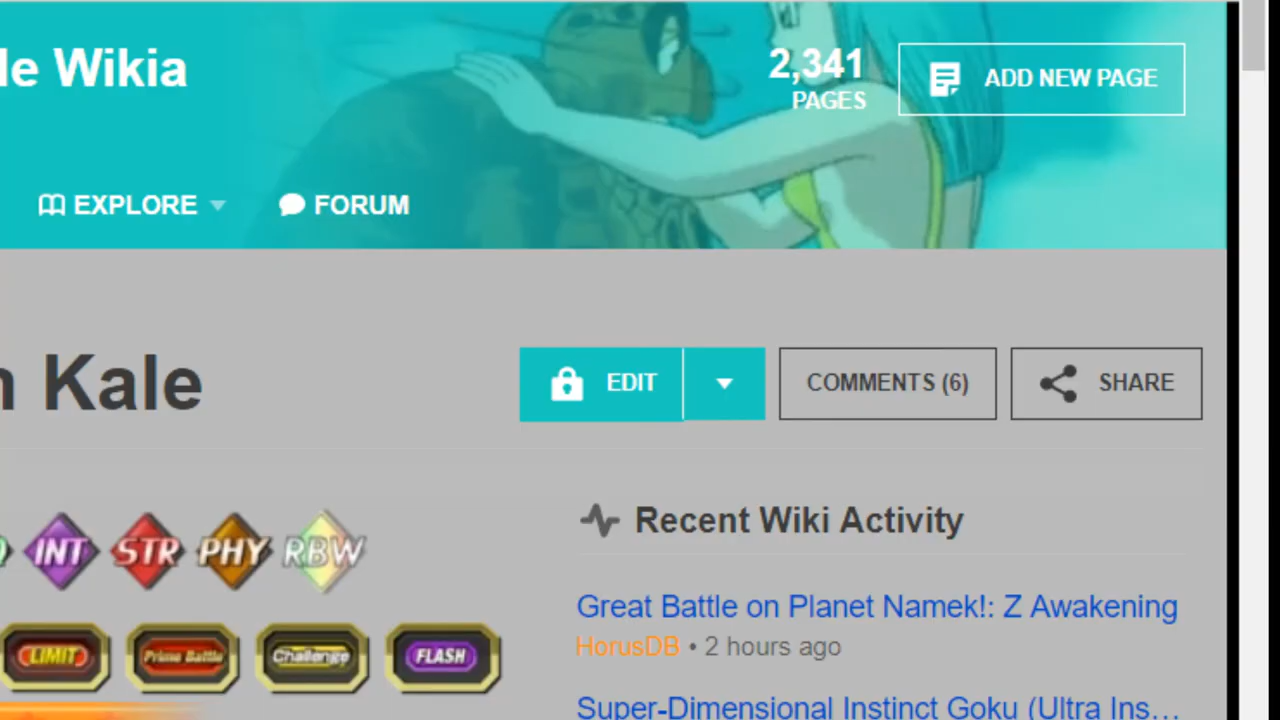 le Wikia
2,341
PAGES
ADD NEW PAGE
EXPLORE
FORUM
n Kale
EDIT
COMMENTS (6)
SHARE
INT STR PHY RBW
LIMIT Prime Battle Challenge FLASH
Recent Wiki Activity
Great Battle on Planet Namek!: Z Awakening
HorusDB • 2 hours ago
Super-Dimensional Instinct Goku (Ultra Ins...